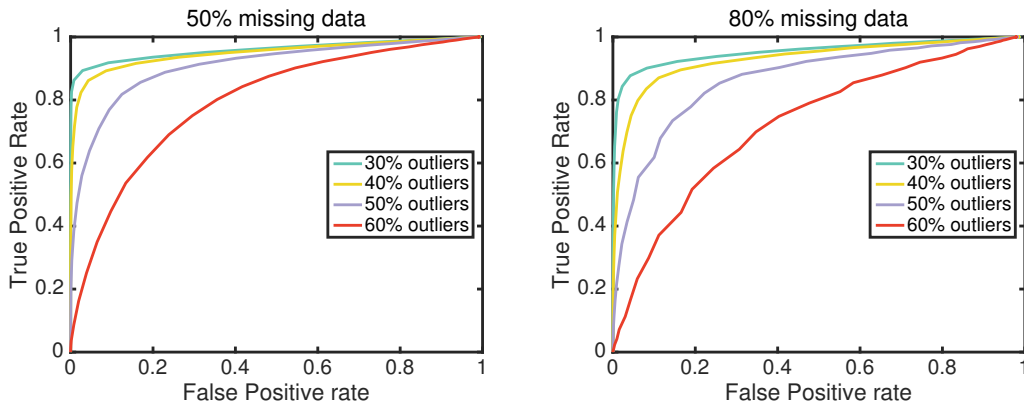 50% missing data
1
0.8
0.6
0.4
0.2
0
0 0.2 0.4 0.6 0.8 1
True Positive Rate
False Positive rate
30% outliers
40% outliers
50% outliers
60% outliers
80% missing data
1
0.8
0.6
0.4
0.2
0
0 0.2 0.4 0.6 0.8 1
True Positive Rate
False Positive rate
30% outliers
40% outliers
50% outliers
60% outliers